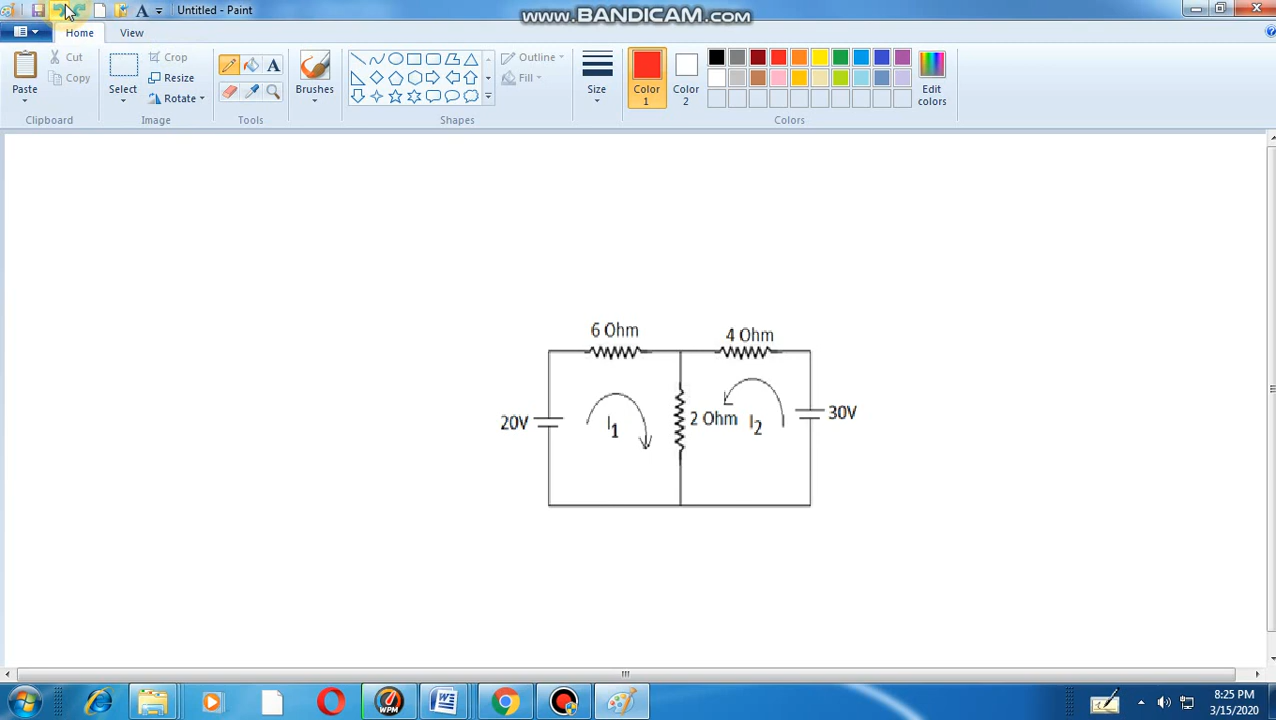 Untitled - Paint
www.BANDICAM.com
Home
View
Paste
Cut
Copy
Clipboard
Select
Crop
Resize
Rotate
Image
A
Tools
Brushes
Outline
Fill
Shapes
Size
Color
1
Color
2
Edit
colors
Colors
6 Ohm
4 Ohm
20V
I1
2 Ohm
I2
30V
WPM
8:25 PM
3/15/2020